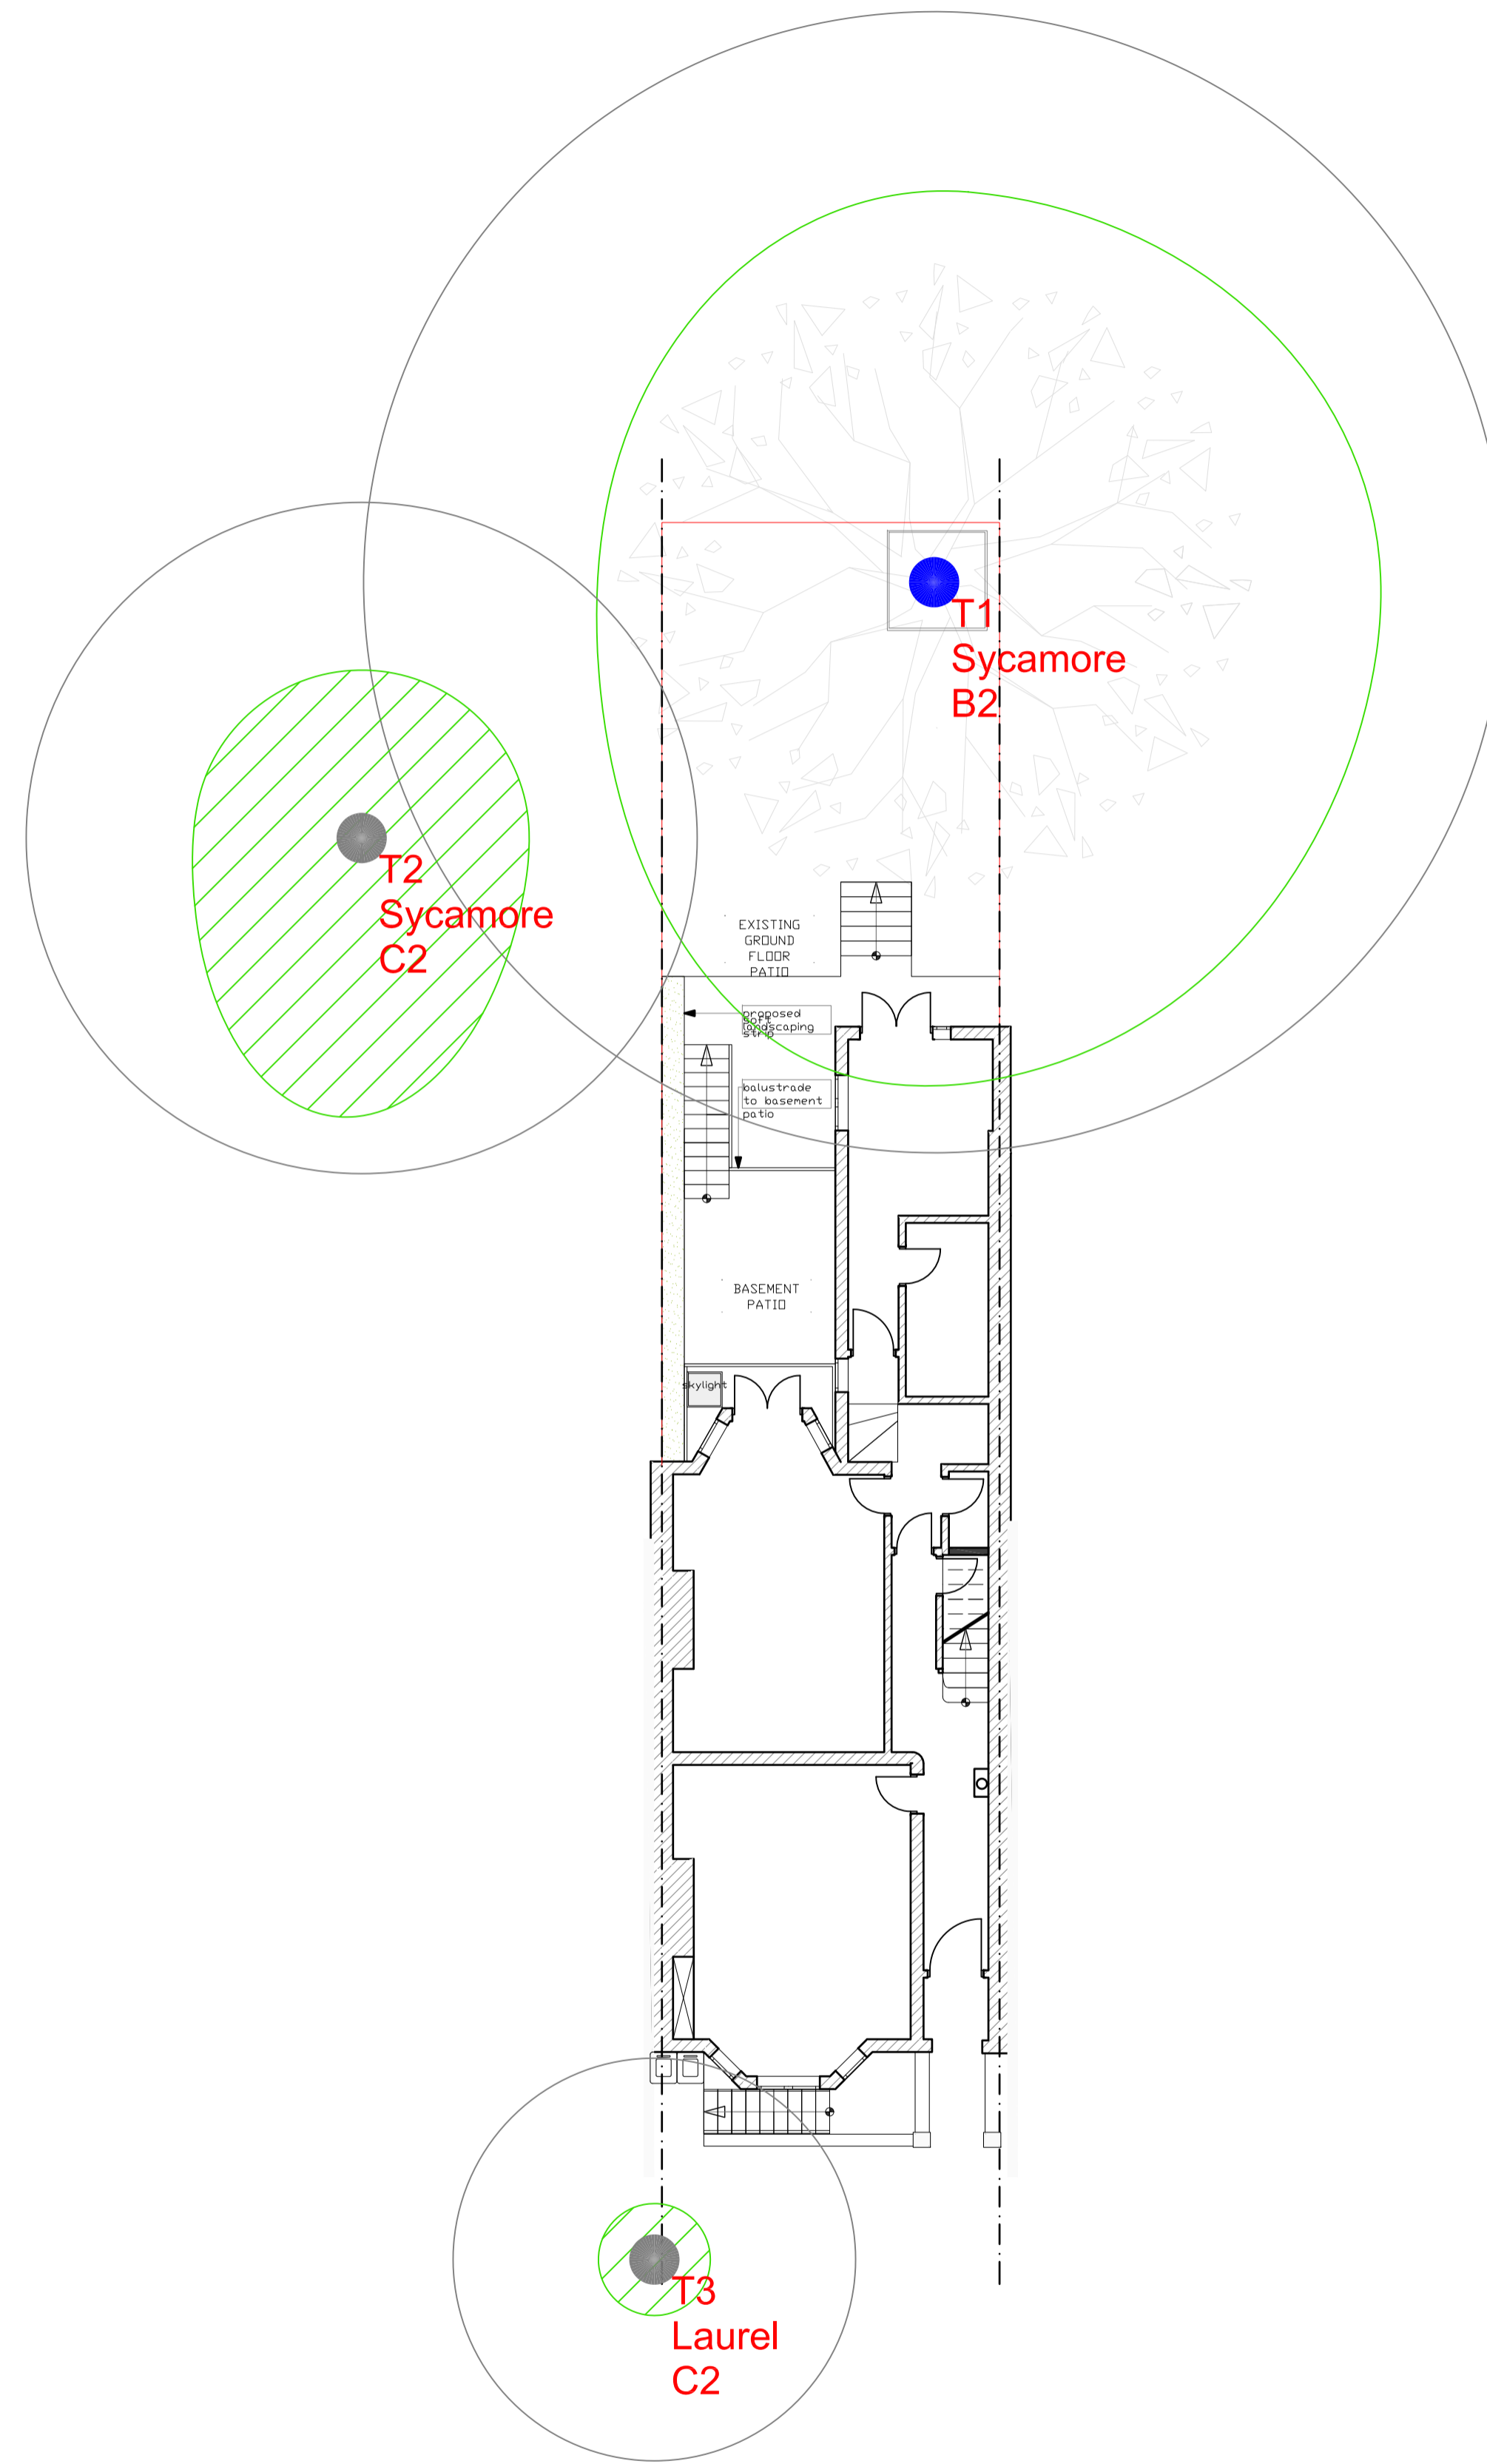 T1
Sycamore
B2
T2
Sycamore
C2
EXISTING
GROUND
FLOOR
PATIO
proposed
soft
landscaping
strip
balustrade
to basement
patio
BASEMENT
PATIO
skylight
T3
Laurel
C2